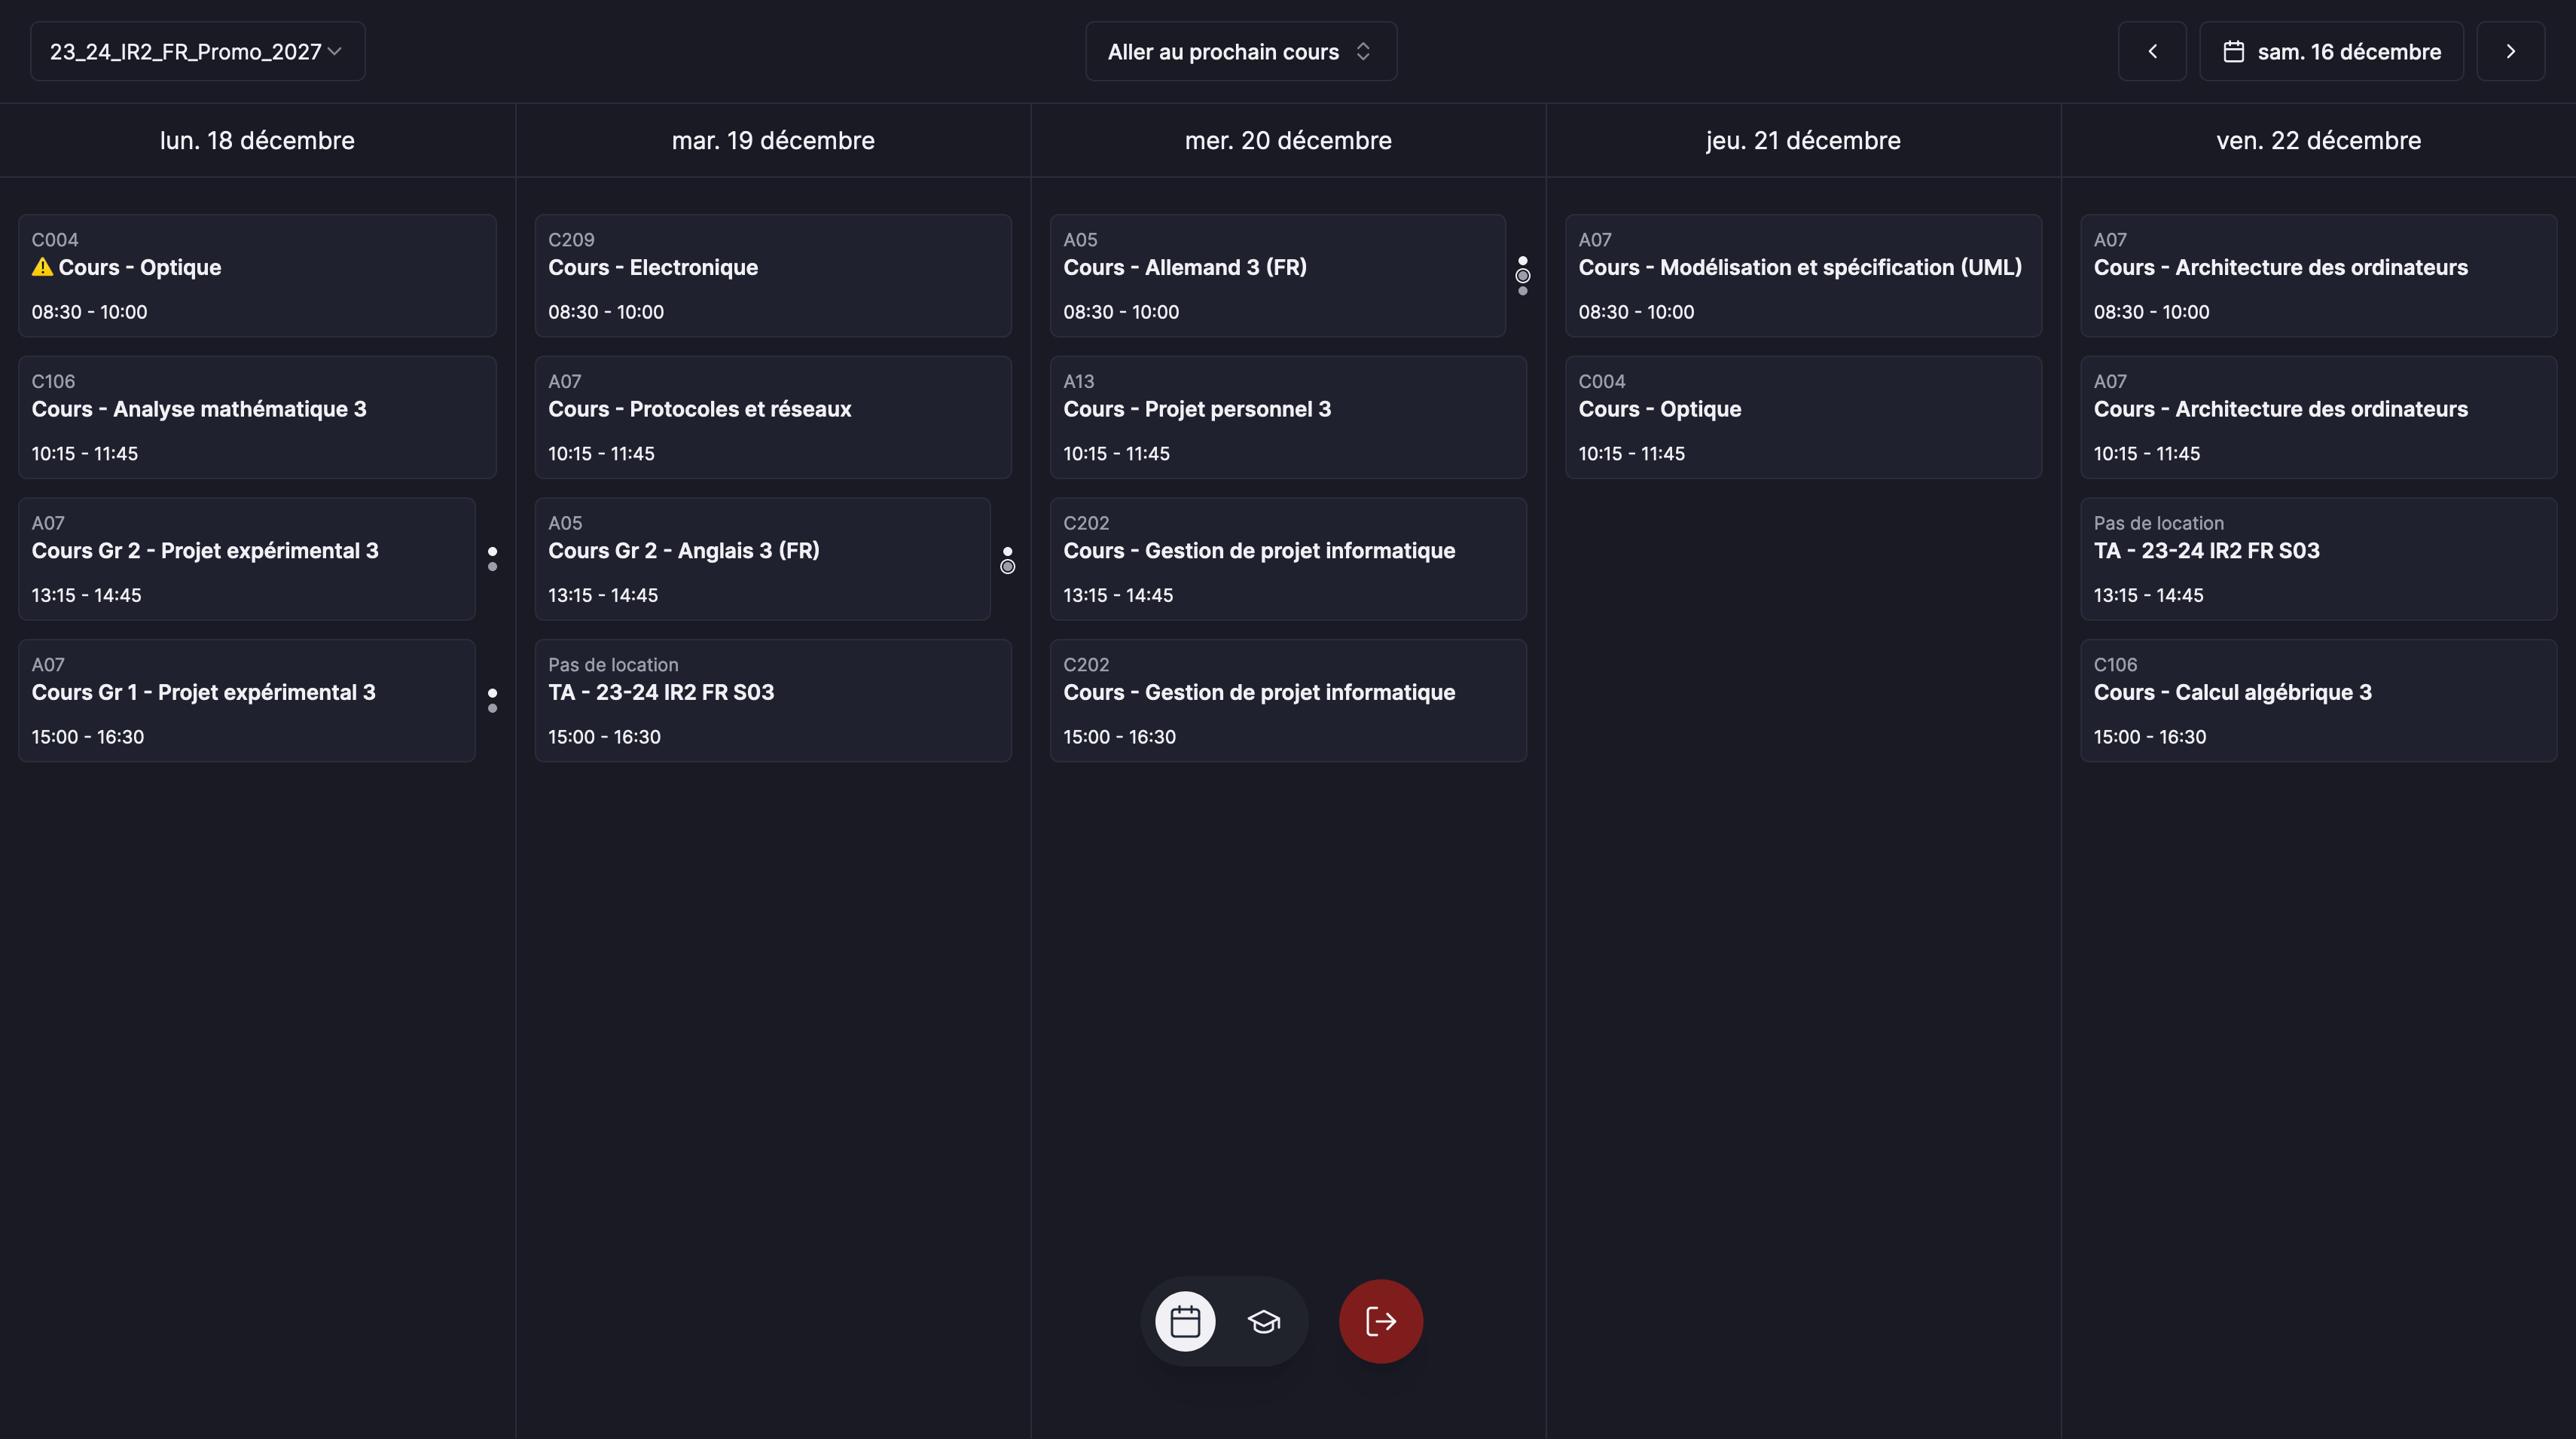 23_24_IR2_FR_Promo_2027
Aller au prochain cours
sam. 16 décembre
lun. 18 décembre
C004
⚠️ Cours - Optique
08:30 - 10:00
C106
Cours - Analyse mathématique 3
10:15 - 11:45
A07
Cours Gr 2 - Projet expérimental 3
13:15 - 14:45
A07
Cours Gr 1 - Projet expérimental 3
15:00 - 16:30
mar. 19 décembre
C209
Cours - Electronique
08:30 - 10:00
A07
Cours - Protocoles et réseaux
10:15 - 11:45
A05
Cours Gr 2 - Anglais 3 (FR)
13:15 - 14:45
Pas de location
TA - 23-24 IR2 FR S03
15:00 - 16:30
mer. 20 décembre
A05
Cours - Allemand 3 (FR)
08:30 - 10:00
A13
Cours - Projet personnel 3
10:15 - 11:45
C202
Cours - Gestion de projet informatique
13:15 - 14:45
C202
Cours - Gestion de projet informatique
15:00 - 16:30
jeu. 21 décembre
A07
Cours - Modélisation et spécification (UML)
08:30 - 10:00
C004
Cours - Optique
10:15 - 11:45
ven. 22 décembre
A07
Cours - Architecture des ordinateurs
08:30 - 10:00
A07
Cours - Architecture des ordinateurs
10:15 - 11:45
Pas de location
TA - 23-24 IR2 FR S03
13:15 - 14:45
C106
Cours - Calcul algébrique 3
15:00 - 16:30